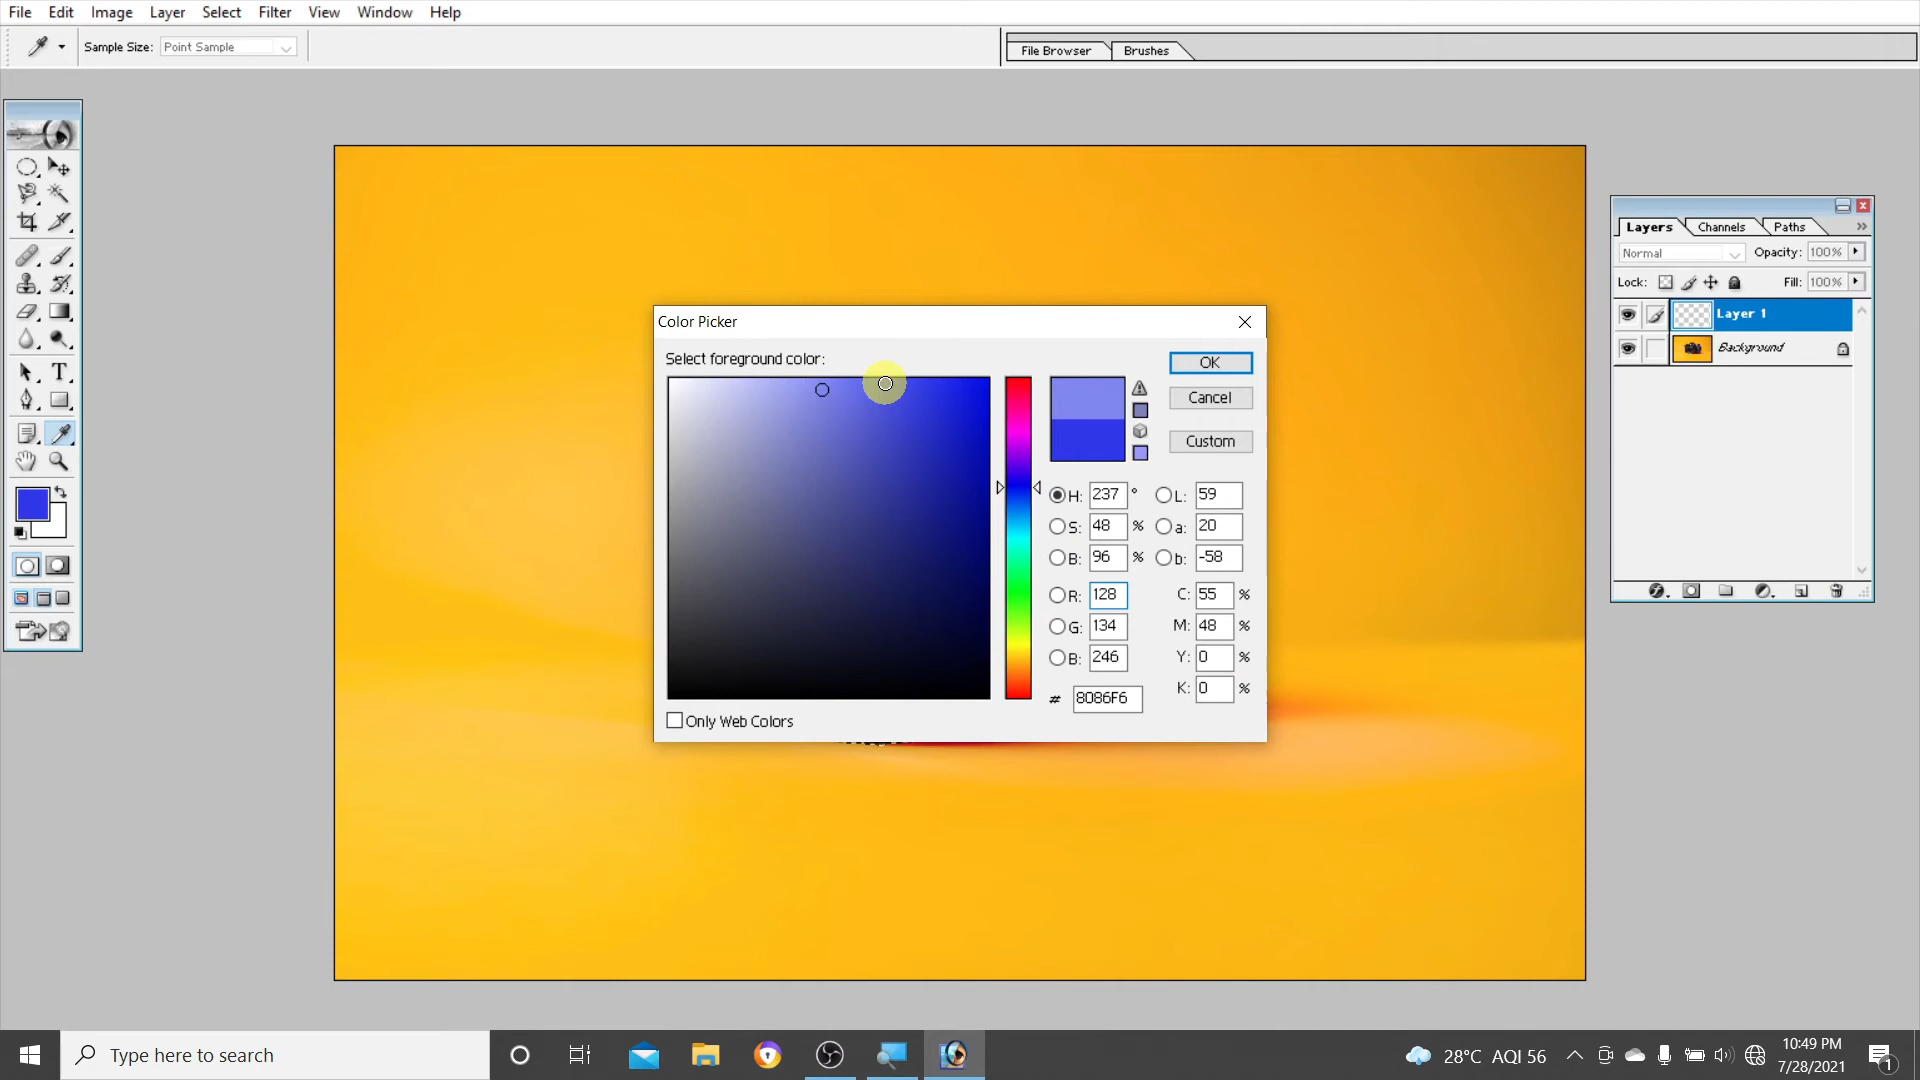 File Edit Image Layer Select Filter View Window Help
Sample Size: Point Sample
File Browser Brushes
Layers Channels Paths
Normal Opacity: 100%
Lock: Fill: 100%
Layer 1
Background
Color Picker
Select foreground color:
OK
Cancel
Custom
H: 237 ° L: 59
S: 48 % a: 20
B: 96 % b: -58
R: 128 C: 55 %
G: 134 M: 48 %
B: 246 Y: 0 %
K: 0 %
# 8086F6
Only Web Colors
T
Type here to search
28°C AQI 56
10:49 PM
7/28/2021
1